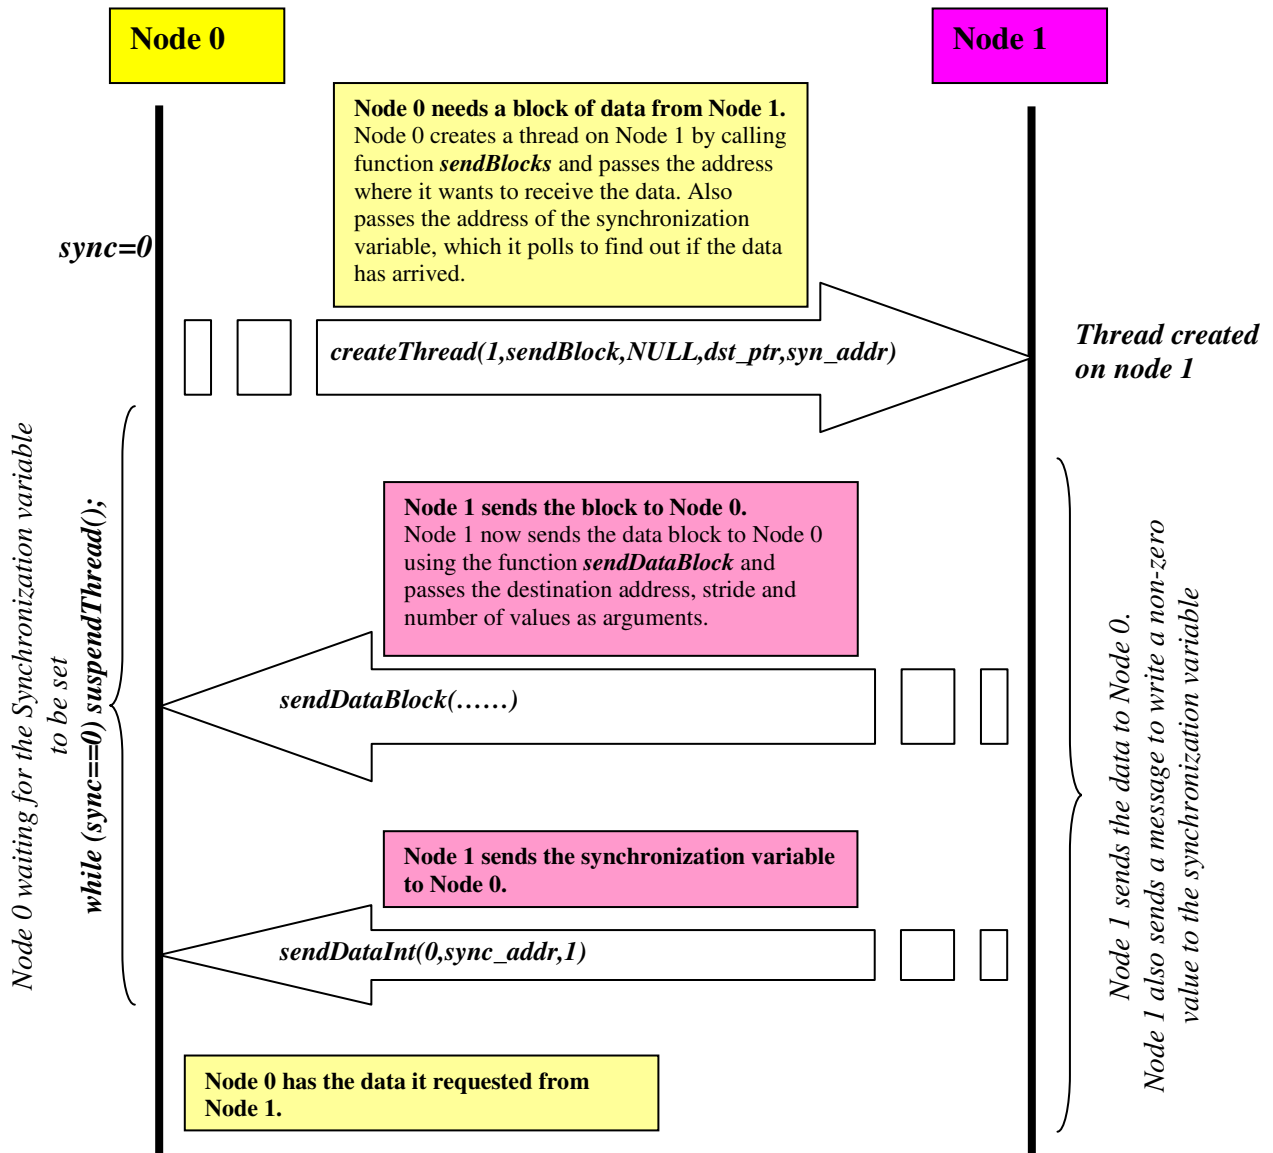 Node 0
Node 1
Node 0 needs a block of data from Node 1.
Node 0 creates a thread on Node 1 by calling
function sendBlocks and passes the address
where it wants to receive the data. Also
passes the address of the synchronization
variable, which it polls to find out if the data
has arrived.
sync=0
createThread(1,sendBlock,NULL,dst_ptr,syn_addr)
Thread created
on node 1
Node 0 waiting for the Synchronization variable
to be set
while (sync==0) suspendThread();
Node 1 sends the block to Node 0.
Node 1 now sends the data block to Node 0
using the function sendDataBlock and
passes the destination address, stride and
number of values as arguments.
sendDataBlock(……)
Node 1 sends the data to Node 0.
Node 1 also sends a message to write a non-zero
value to the synchronization variable
Node 1 sends the synchronization variable
to Node 0.
sendDataInt(0,sync_addr,1)
Node 0 has the data it requested from
Node 1.